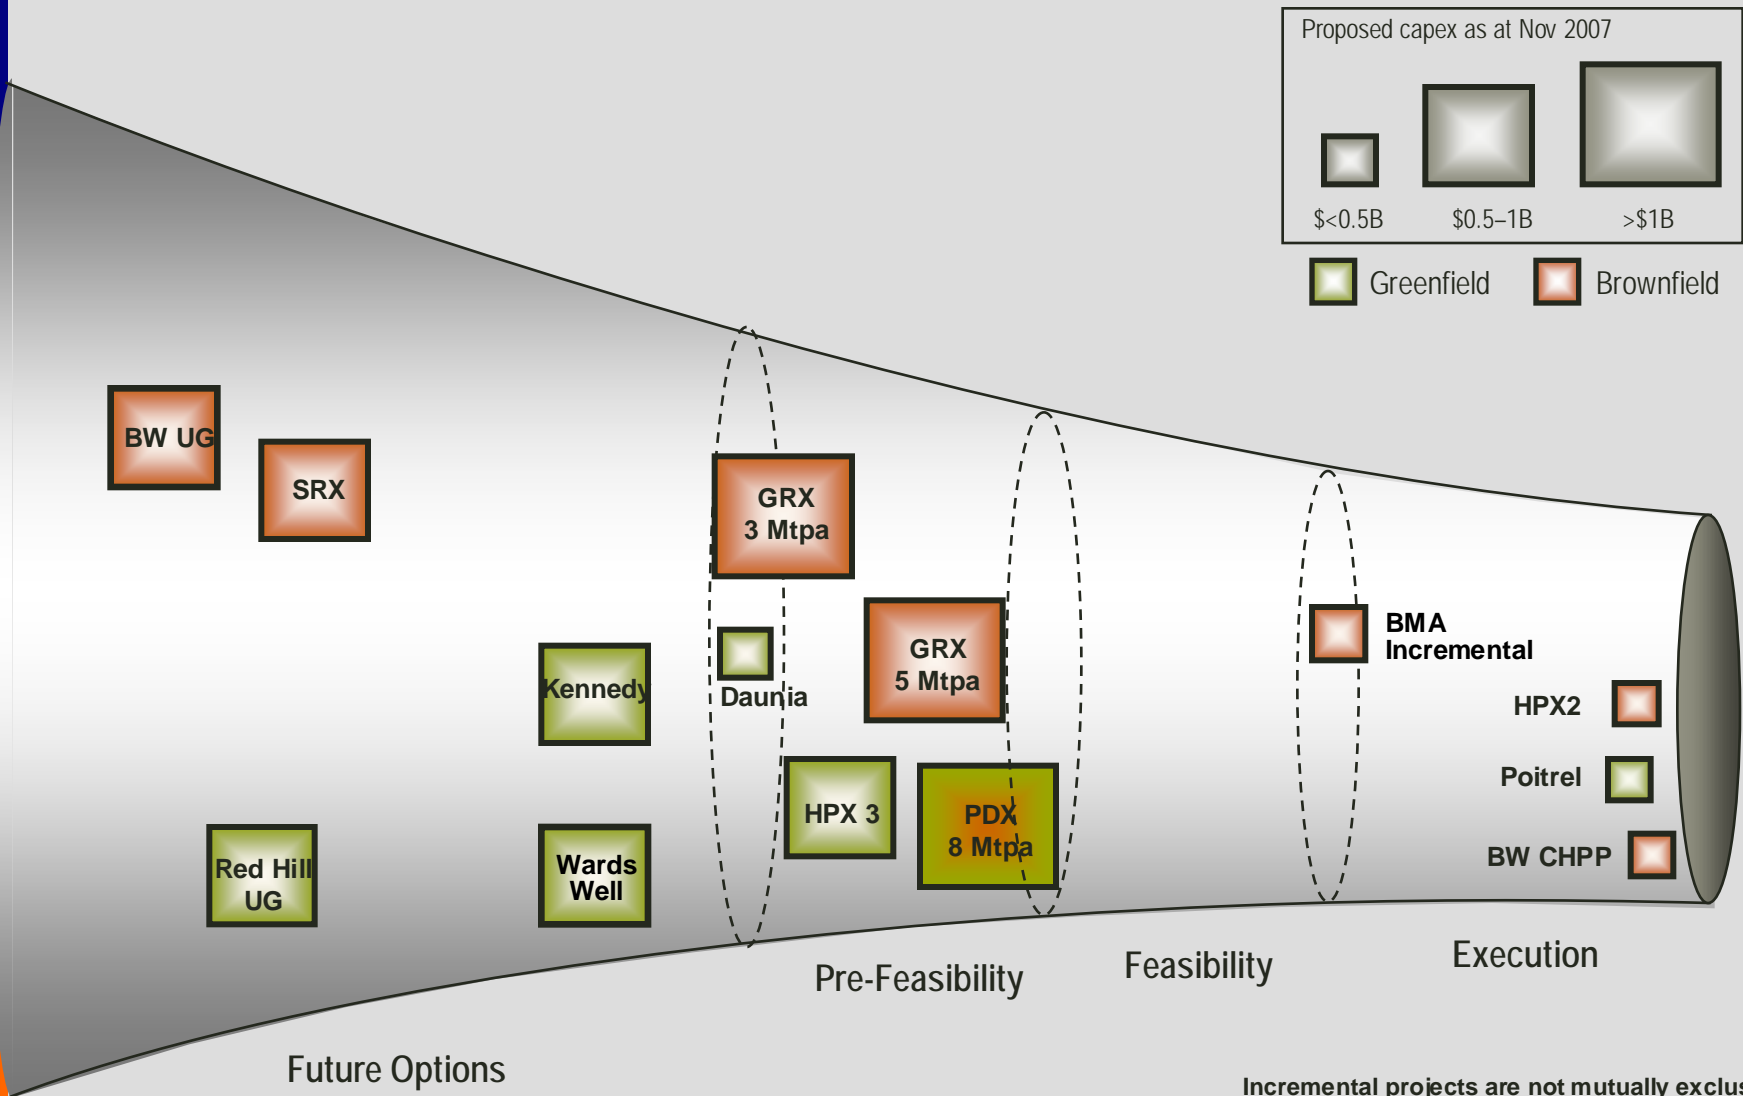 Proposed capex as at Nov 2007
$<0.5B
$0.5–1B
>$1B
Greenfield
Brownfield
BW UG
SRX
GRX
3 Mtpa
Kennedy
Daunia
GRX
5 Mtpa
BMA
Incremental
HPX2
Poitrel
BW CHPP
HPX 3
PDX
8 Mtpa
Red Hill
UG
Wards
Well
Pre-Feasibility
Feasibility
Execution
Future Options
Incremental projects are not mutually